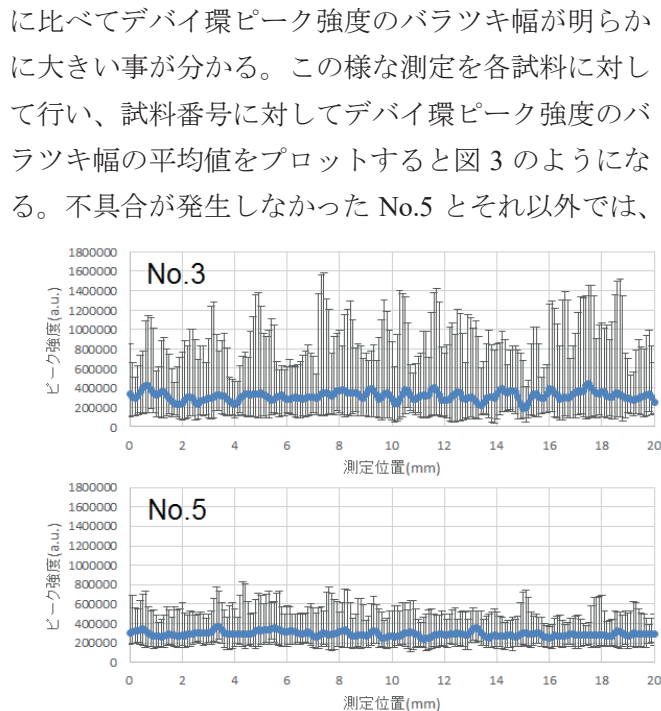 に比べてデバイ環ピーク強度のバラツキ幅が明らか
に大きい事が分かる。この様な測定を各試料に対し
て行い、試料番号に対してデバイ環ピーク強度のバ
ラツキ幅の平均値をプロットすると図 3 のようにな
る。不具合が発生しなかった No.5 とそれ以外では、
No.3
ピーク強度(a.u.)
1800000
1600000
1400000
1200000
1000000
800000
600000
400000
200000
0
0 2 4 6 8 10 12 14 16 18 20
測定位置(mm)
No.5
ピーク強度(a.u.)
1800000
1600000
1400000
1200000
1000000
800000
600000
400000
200000
0
0 2 4 6 8 10 12 14 16 18 20
測定位置(mm)